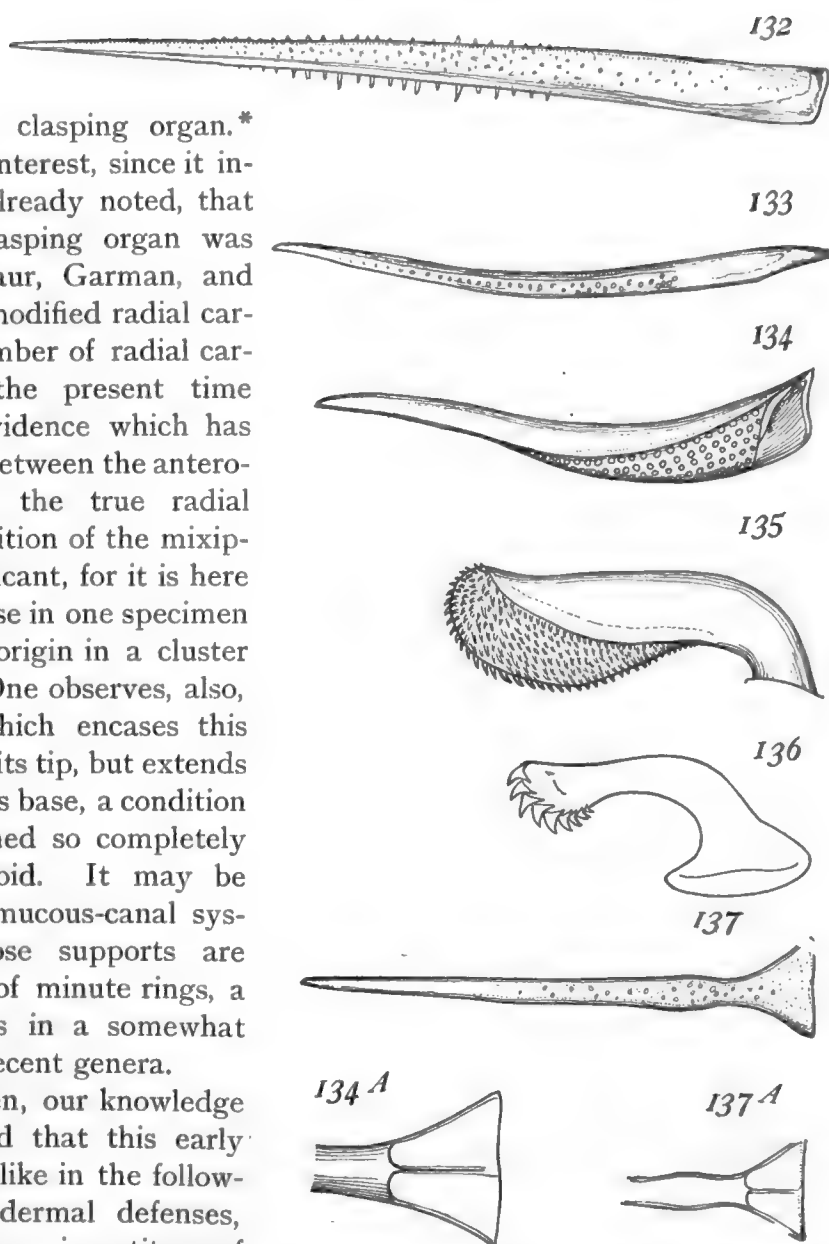 132
clasping organ.*
nterest, since it in-
lready noted, that
asping organ was
aur, Garman, and
nodified radial car-
mber of radial car-
the present time
vidence which has
between the antero-
the true radial
ition of the mixip-
icant, for it is here
se in one specimen
origin in a cluster
One observes, also,
hich encases this
its tip, but extends
s base, a condition
ned so completely
oid. It may be
mucous-canal sys-
ose supports are
of minute rings, a
s in a somewhat
ecent genera.
en, our knowledge
d that this early
like in the follow-
dermal defenses,
133
134
135
136
137
134 A
137 A